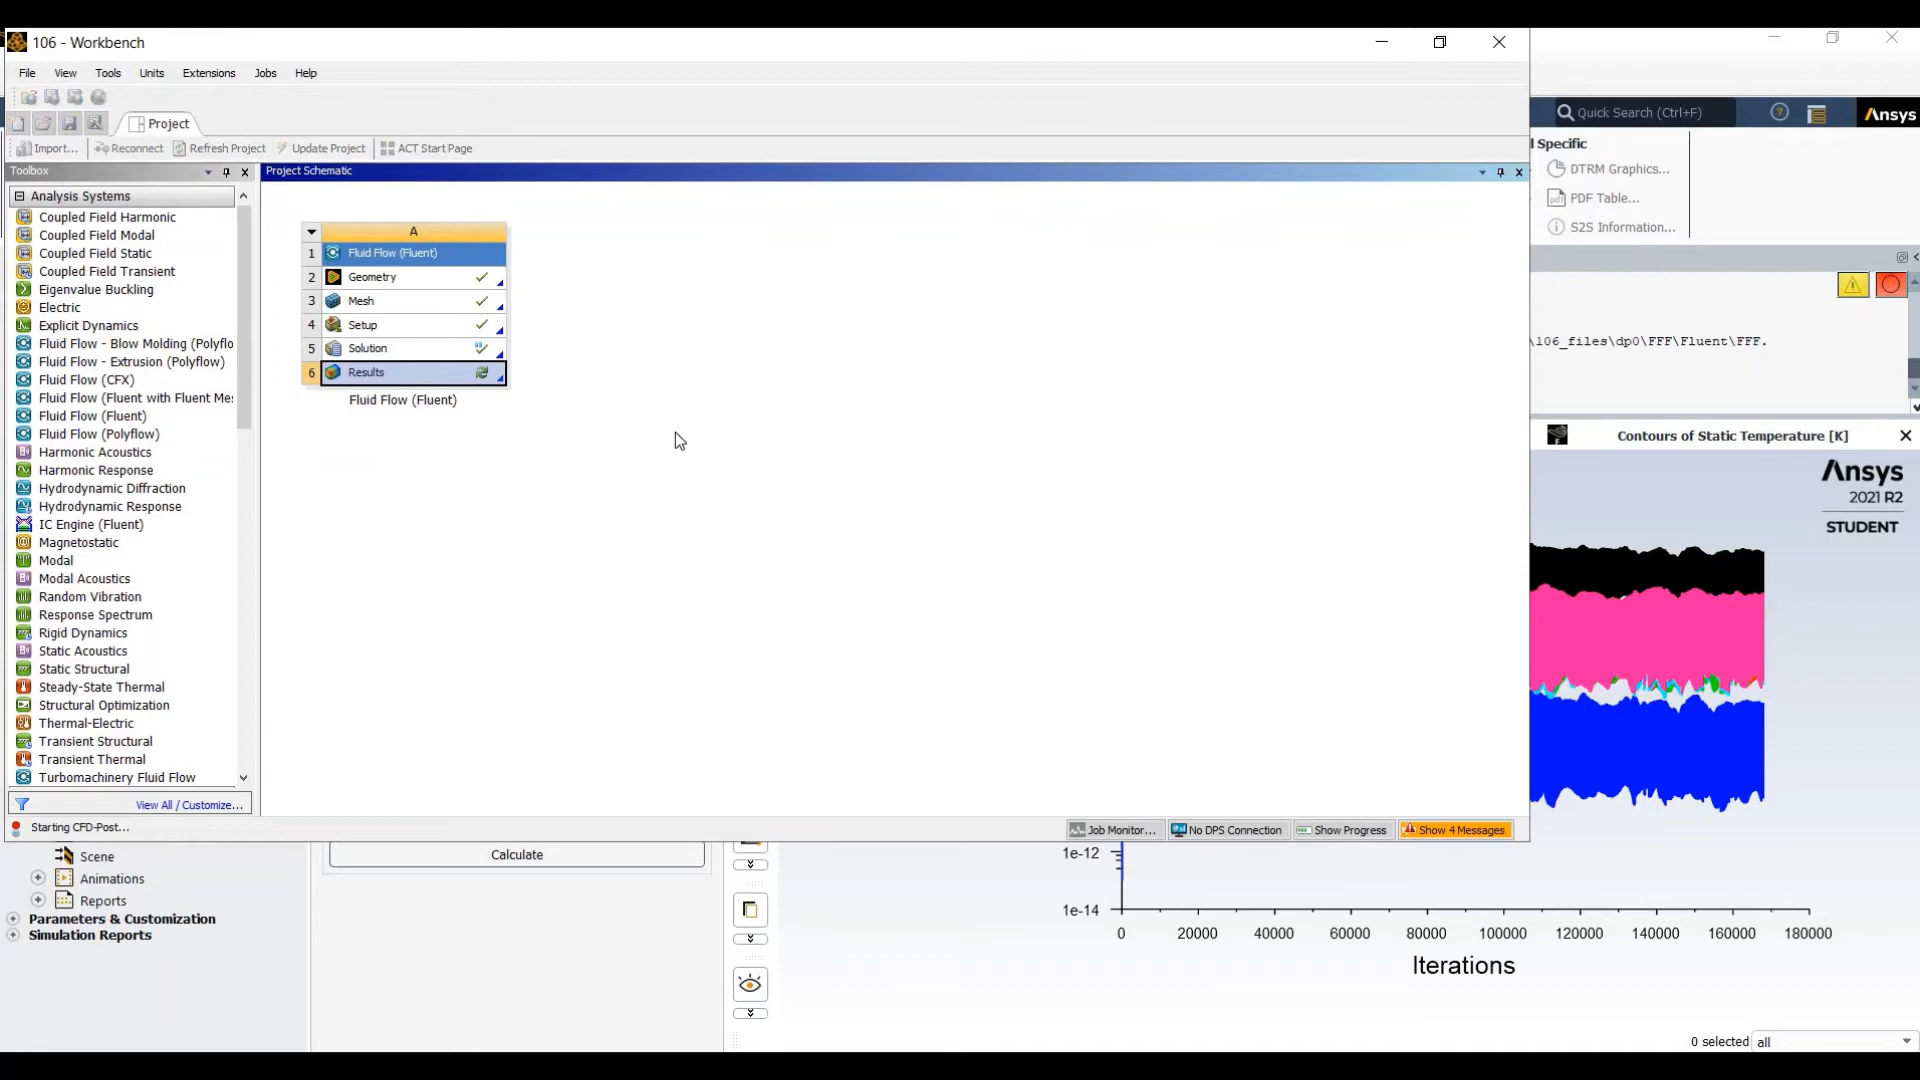 106 - Workbench
File View Tools Units Extensions Jobs Help
Project
Import... Reconnect Refresh Project Update Project ACT Start Page
Toolbox
Analysis Systems
Coupled Field Harmonic
Coupled Field Modal
Coupled Field Static
Coupled Field Transient
Eigenvalue Buckling
Electric
Explicit Dynamics
Fluid Flow - Blow Molding (Polyflo
Fluid Flow - Extrusion (Polyflow)
Fluid Flow (CFX)
Fluid Flow (Fluent with Fluent Me:
Fluid Flow (Fluent)
Fluid Flow (Polyflow)
Harmonic Acoustics
Harmonic Response
Hydrodynamic Diffraction
Hydrodynamic Response
IC Engine (Fluent)
Magnetostatic
Modal
Modal Acoustics
Random Vibration
Response Spectrum
Rigid Dynamics
Static Acoustics
Static Structural
Steady-State Thermal
Structural Optimization
Thermal-Electric
Transient Structural
Transient Thermal
Turbomachinery Fluid Flow
View All / Customize...
Project Schematic
A
1 Fluid Flow (Fluent)
2 Geometry
3 Mesh
4 Setup
5 Solution
6 Results
Fluid Flow (Fluent)
Starting CFD-Post...
Job Monitor... No DPS Connection Show Progress Show 4 Messages
Quick Search (Ctrl+F)
Ansys
l Specific
DTRM Graphics...
PDF Table...
S2S Information...
\106_files\dp0\FFF\Fluent\FFF.
Contours of Static Temperature [K]
Ansys
2021 R2
STUDENT
Scene
Animations
Reports
Parameters & Customization
Simulation Reports
Calculate
1e-12
1e-14
0 20000 40000 60000 80000 100000 120000 140000 160000 180000
Iterations
0 selected all